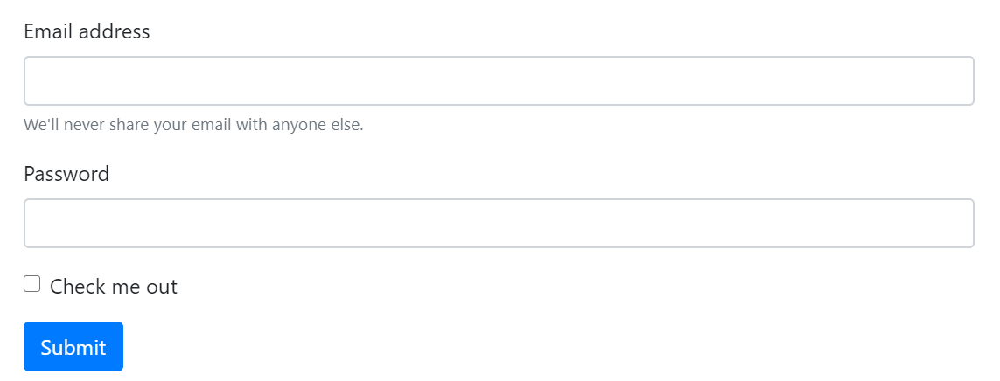 Email address
We'll never share your email with anyone else.
Password
Check me out
Submit